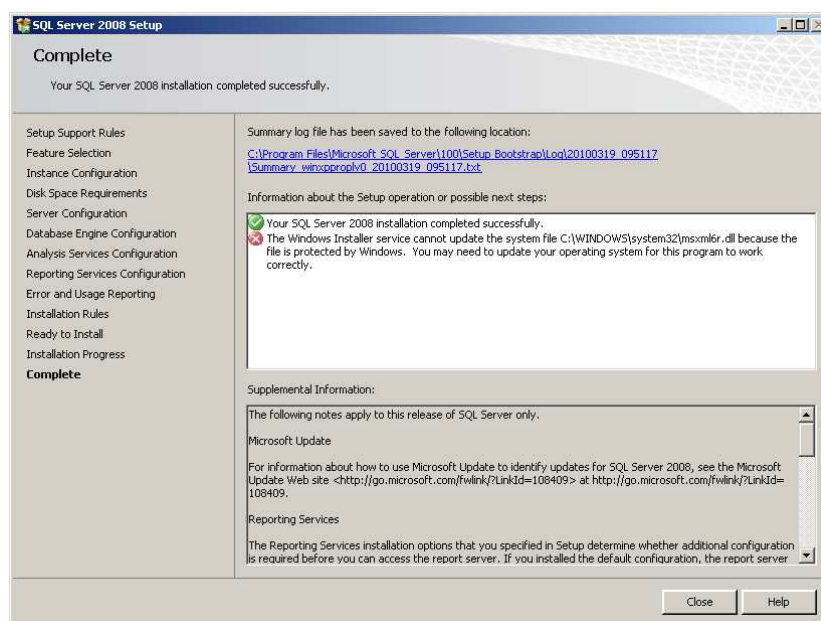 SQL Server 2008 Setup
Complete
Your SQL Server 2008 installation completed successfully.
Setup Support Rules
Feature Selection
Instance Configuration
Disk Space Requirements
Server Configuration
Database Engine Configuration
Analysis Services Configuration
Reporting Services Configuration
Error and Usage Reporting
Installation Rules
Ready to Install
Installation Progress
Complete
Summary log file has been saved to the following location:
C:\Program Files\Microsoft SQL Server\100\Setup Bootstrap\Log\20100319_095117
\Summary_winxpproplv0_20100319_095117.txt
Information about the Setup operation or possible next steps:
Your SQL Server 2008 installation completed successfully.
The Windows Installer service cannot update the system file C:\WINDOWS\system32\msxml6r.dll because the
file is protected by Windows. You may need to update your operating system for this program to work
correctly.
Supplemental Information:
The following notes apply to this release of SQL Server only.
Microsoft Update
For information about how to use Microsoft Update to identify updates for SQL Server 2008, see the Microsoft
Update Web site <http://go.microsoft.com/fwlink/?LinkId=108409> at http://go.microsoft.com/fwlink/?LinkId=
108409.
Reporting Services
The Reporting Services installation options that you specified in Setup determine whether additional configuration
is required before you can access the report server. If you installed the default configuration, the report server
Close
Help